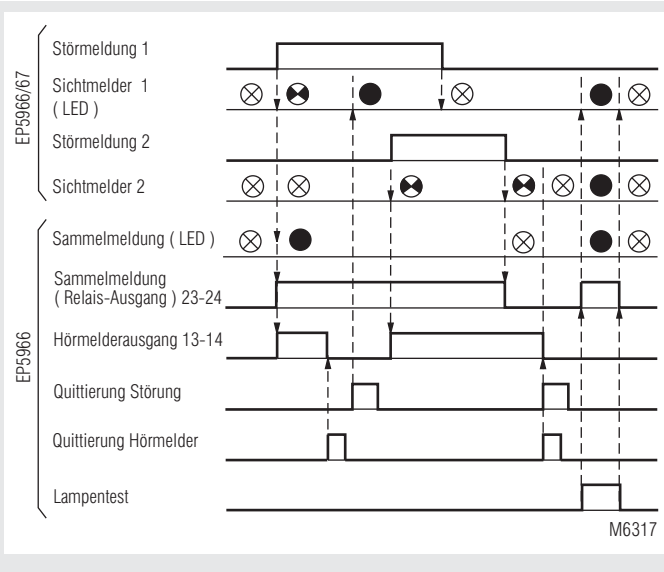 EP5966/67
Störmeldung 1
Sichtmelder 1
( LED )
Störmeldung 2
Sichtmelder 2
EP5966
Sammelmeldung ( LED )
Sammelmeldung
( Relais-Ausgang ) 23-24
Hörmelderausgang 13-14
Quittierung Störung
Quittierung Hörmelder
Lampentest
M6317